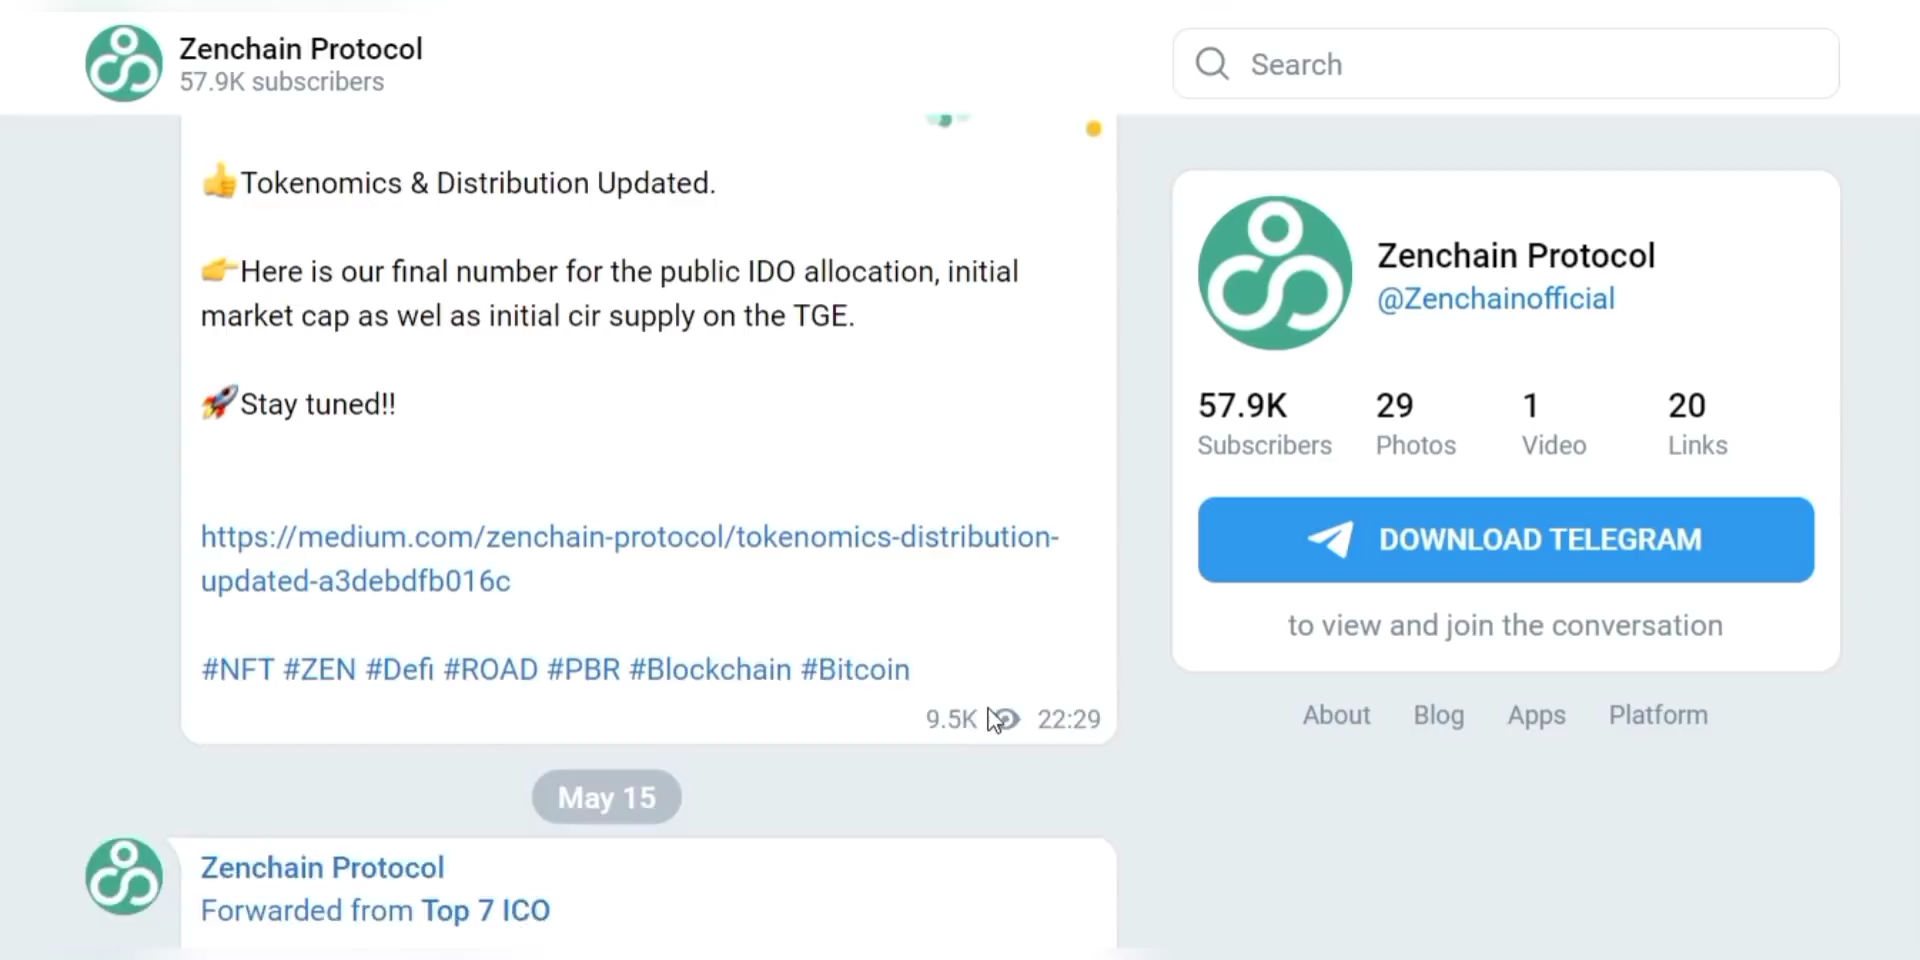 Zenchain Protocol
57.9K subscribers
Search
👍Tokenomics & Distribution Updated.
👉Here is our final number for the public IDO allocation, initial
market cap as wel as initial cir supply on the TGE.
🚀Stay tuned!!
https://medium.com/zenchain-protocol/tokenomics-distribution-
updated-a3debdfb016c
#NFT #ZEN #Defi #ROAD #PBR #Blockchain #Bitcoin
9.5K 22:29
May 15
Zenchain Protocol
Forwarded from Top 7 ICO
Zenchain Protocol
@Zenchainofficial
57.9K 29 1 20
Subscribers Photos Video Links
DOWNLOAD TELEGRAM
to view and join the conversation
About Blog Apps Platform